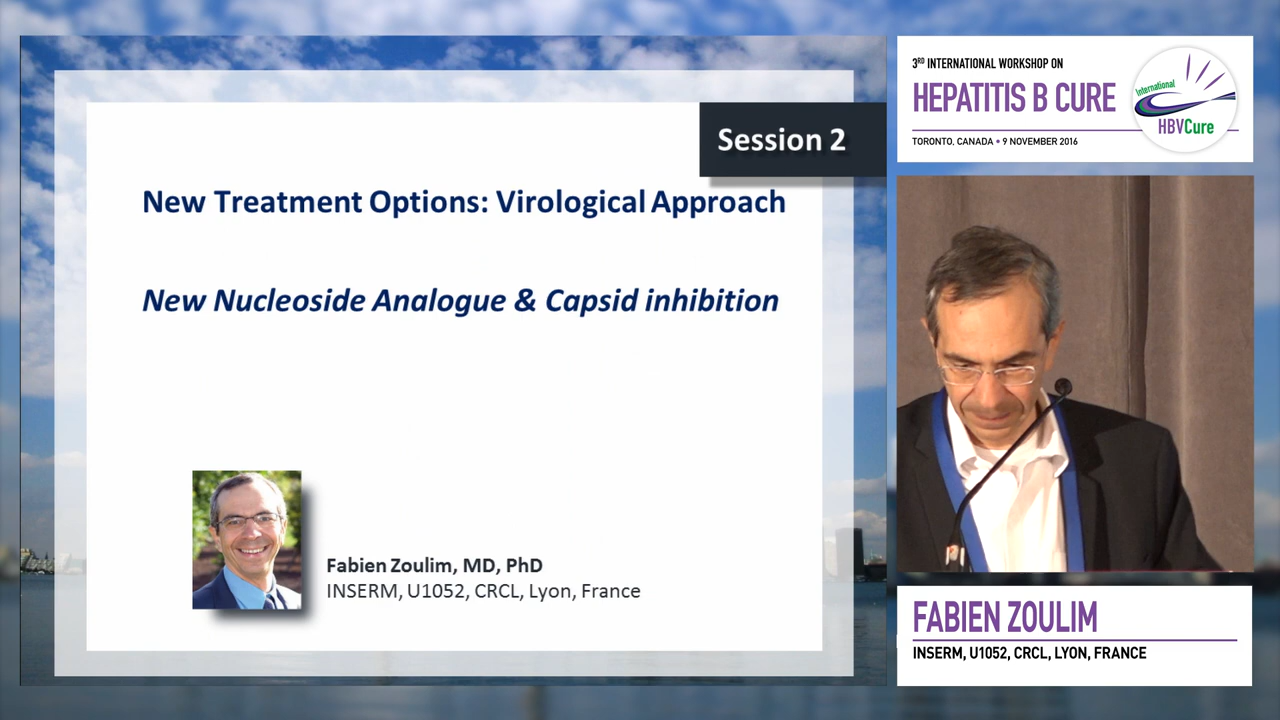 Session 2
New Treatment Options: Virological Approach
New Nucleoside Analogue & Capsid inhibition
Fabien Zoulim, MD, PhD
INSERM, U1052, CRCL, Lyon, France
3RD INTERNATIONAL WORKSHOP ON
HEPATITIS B CURE
TORONTO, CANADA • 9 NOVEMBER 2016
International
HBVCure
FABIEN ZOULIM
INSERM, U1052, CRCL, LYON, FRANCE